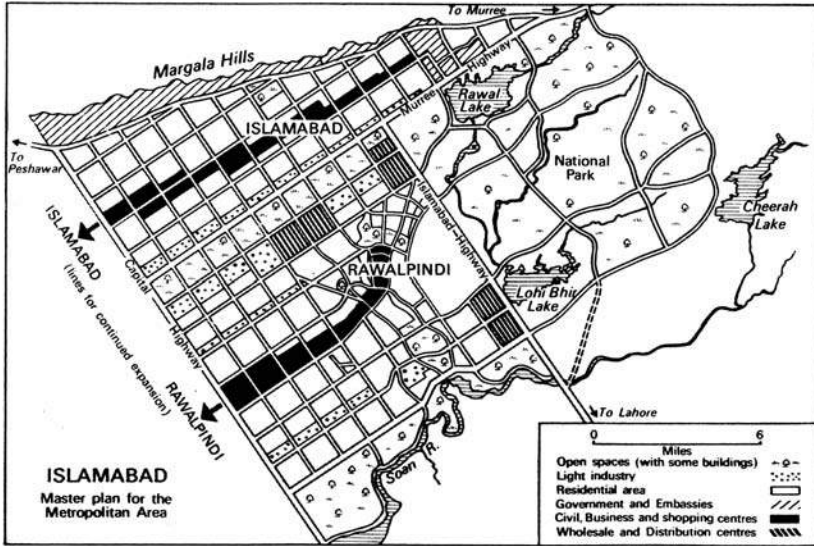 To Murree
Margala Hills
Murree Highway
Rawal
Lake
ISLAMABAD
To
Peshawar
National
Park
Islamabad-Highway
Cheerah
Lake
ISLAMABAD
(lines for continued expansion)
RAWALPINDI
Capital Highway
RAWALPINDI
Lohi Bhir
Lake
To Lahore
Soan R.
ISLAMABAD
Master plan for the
Metropolitan Area
0 6
Miles
Open spaces (with some buildings)
Light industry
Residential area
Government and Embassies
Civil, Business and shopping centres
Wholesale and Distribution centres